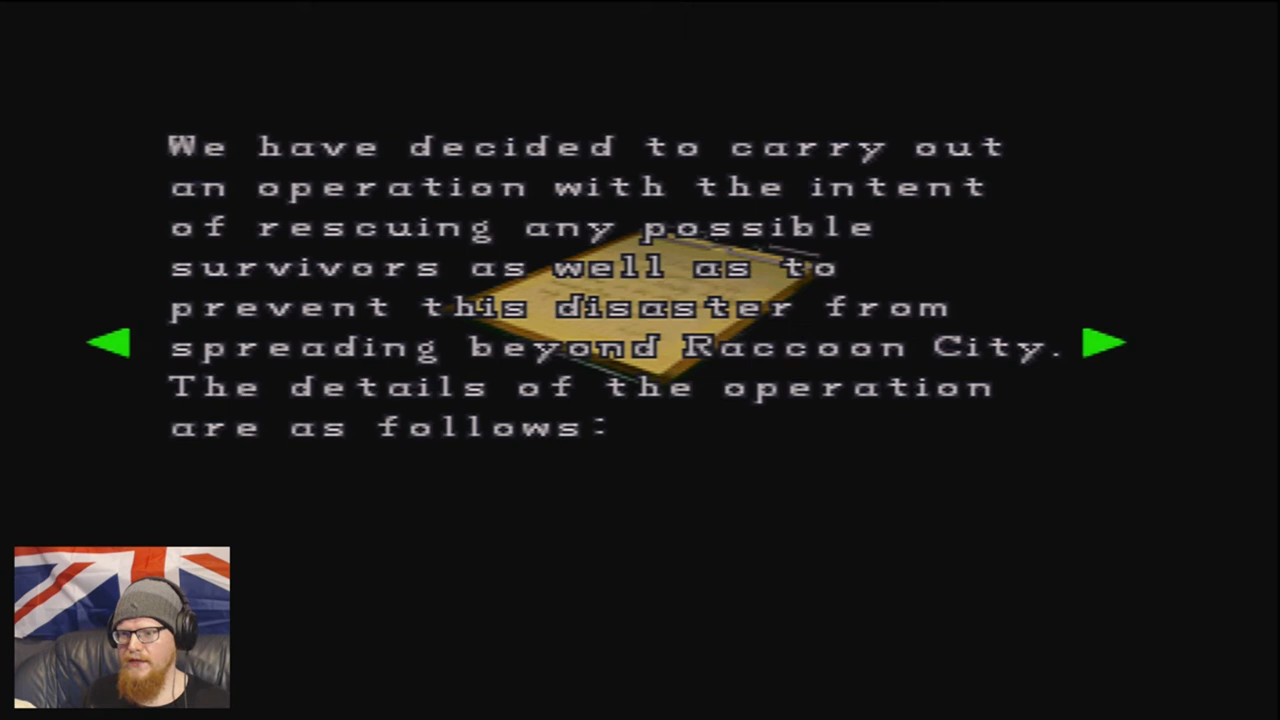 We have decided to carry out
an operation with the intent
of rescuing any possible
survivors as well as to
prevent this disaster from
spreading beyond Raccoon City.
The details of the operation
are as follows: